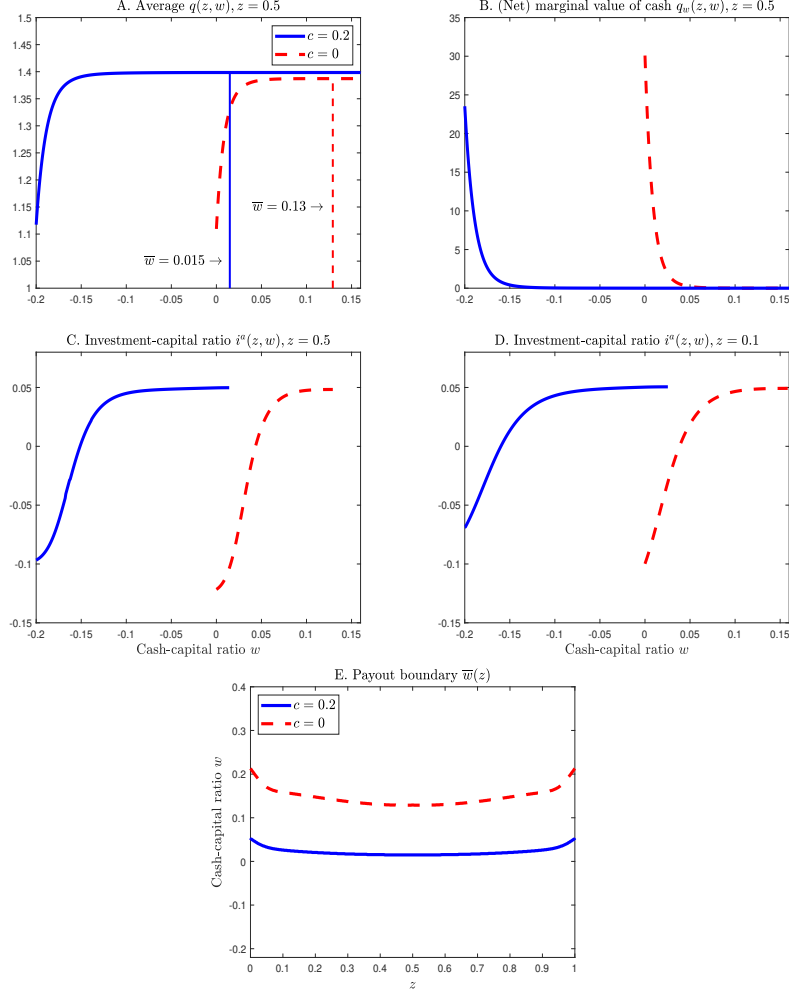 A. Average q(z, w), z = 0.5
1.5
1.45
1.4
1.35
1.3
1.25
1.2
1.15
1.1
1.05
1
c = 0.2
c = 0
w̅ = 0.13 →
w̅ = 0.015 →
-0.2 -0.15 -0.1 -0.05 0 0.05 0.1 0.15
B. (Net) marginal value of cash q_w(z, w), z = 0.5
35
30
25
20
15
10
5
0
-0.2 -0.15 -0.1 -0.05 0 0.05 0.1 0.15
C. Investment-capital ratio i^a(z, w), z = 0.5
0.05
0
-0.05
-0.1
-0.15
-0.2 -0.15 -0.1 -0.05 0 0.05 0.1 0.15
Cash-capital ratio w
D. Investment-capital ratio i^a(z, w), z = 0.1
0.05
0
-0.05
-0.1
-0.15
-0.2 -0.15 -0.1 -0.05 0 0.05 0.1 0.15
Cash-capital ratio w
E. Payout boundary w̅(z)
Cash-capital ratio w
0.4
0.3
0.2
0.1
0
-0.1
-0.2
c = 0.2
c = 0
0 0.1 0.2 0.3 0.4 0.5 0.6 0.7 0.8 0.9 1
z